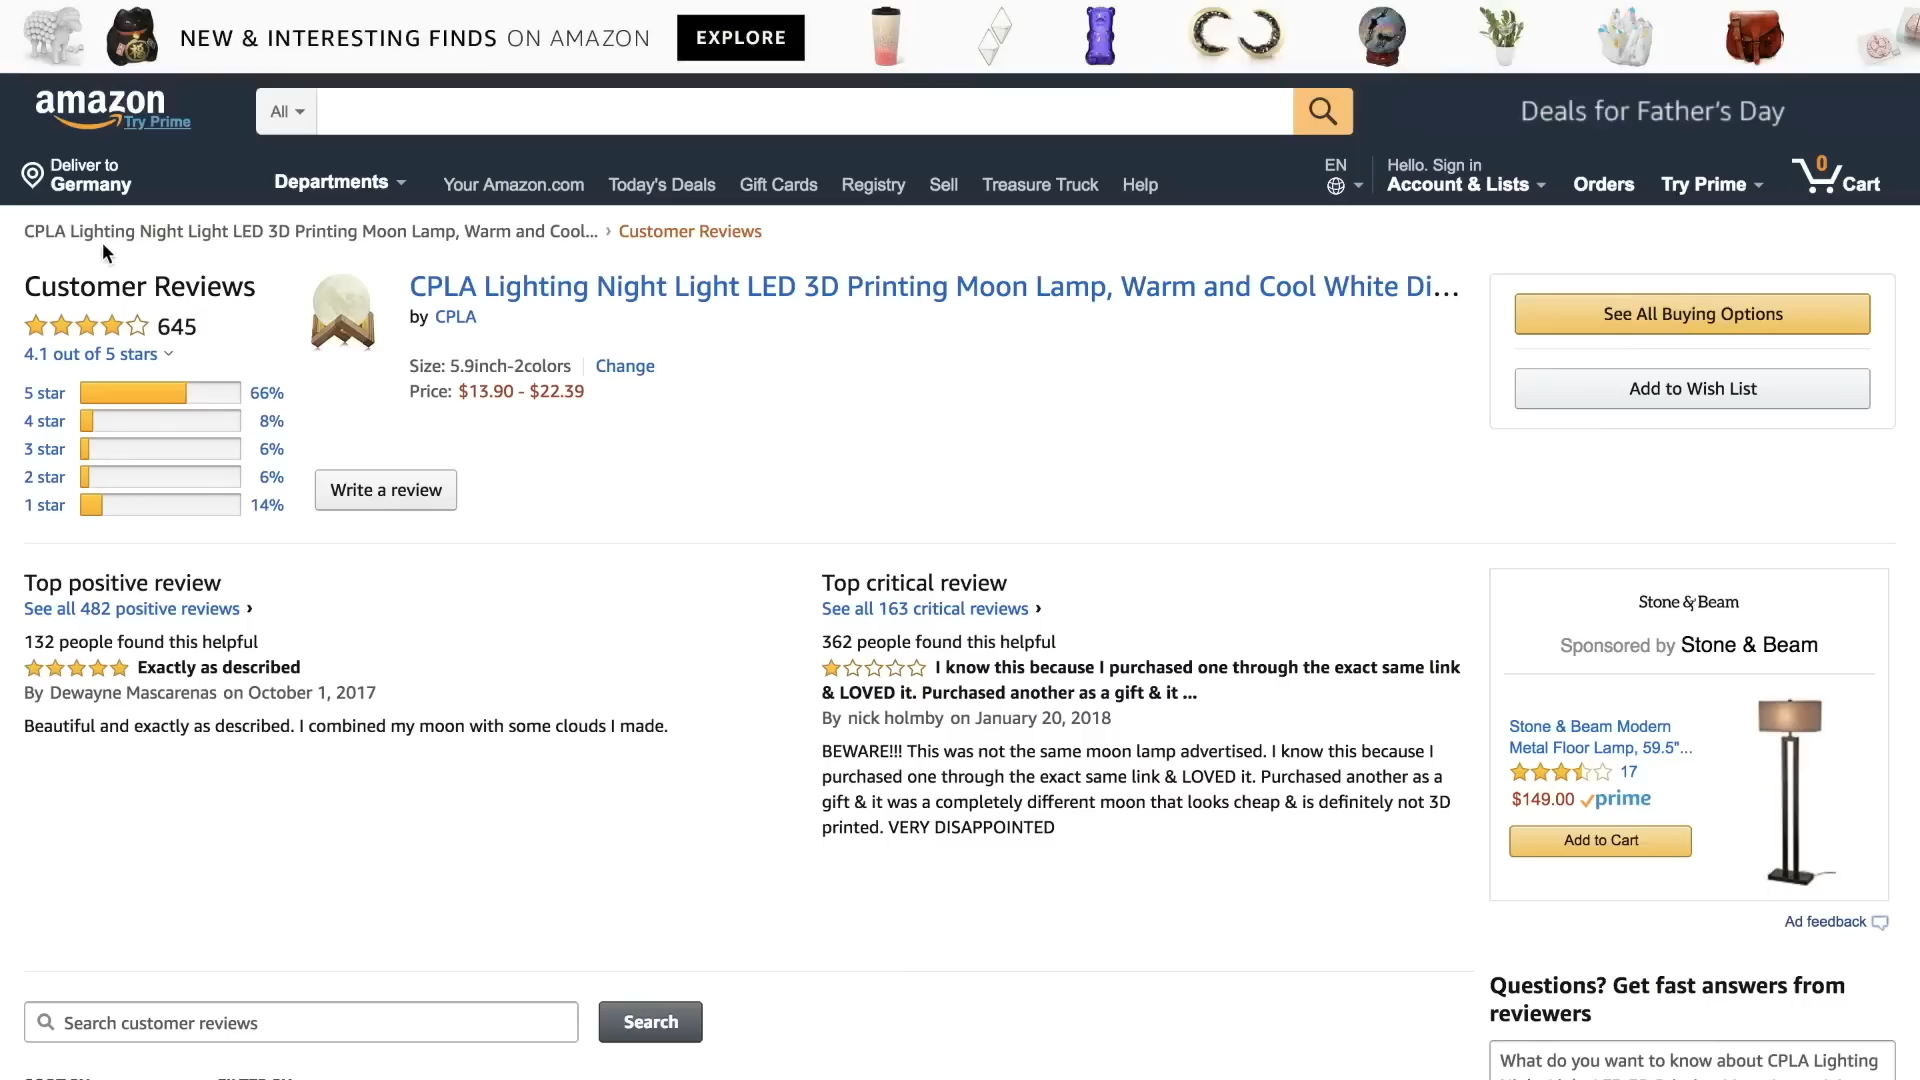 NEW & INTERESTING FINDS ON AMAZON EXPLORE
amazon
Try Prime
All
Deals for Father's Day
Deliver to
Germany
Departments
Your Amazon.com
Today's Deals
Gift Cards
Registry
Sell
Treasure Truck
Help
EN
Hello. Sign in
Account & Lists
Orders
Try Prime
0
Cart
CPLA Lighting Night Light LED 3D Printing Moon Lamp, Warm and Cool... › Customer Reviews
Customer Reviews
645
4.1 out of 5 stars
5 star 66%
4 star 8%
3 star 6%
2 star 6%
1 star 14%
CPLA Lighting Night Light LED 3D Printing Moon Lamp, Warm and Cool White Di...
by CPLA
Size: 5.9inch-2colors Change
Price: $13.90 - $22.39
Write a review
See All Buying Options
Add to Wish List
Top positive review
See all 482 positive reviews ›
132 people found this helpful
Exactly as described
By Dewayne Mascarenas on October 1, 2017
Beautiful and exactly as described. I combined my moon with some clouds I made.
Top critical review
See all 163 critical reviews ›
362 people found this helpful
I know this because I purchased one through the exact same link
& LOVED it. Purchased another as a gift & it ...
By nick holmby on January 20, 2018
BEWARE!!! This was not the same moon lamp advertised. I know this because I
purchased one through the exact same link & LOVED it. Purchased another as a
gift & it was a completely different moon that looks cheap & is definitely not 3D
printed. VERY DISAPPOINTED
Stone & Beam
Sponsored by Stone & Beam
Stone & Beam Modern
Metal Floor Lamp, 59.5"...
17
$149.00 prime
Add to Cart
Ad feedback
Search customer reviews
Search
Questions? Get fast answers from
reviewers
What do you want to know about CPLA Lighting